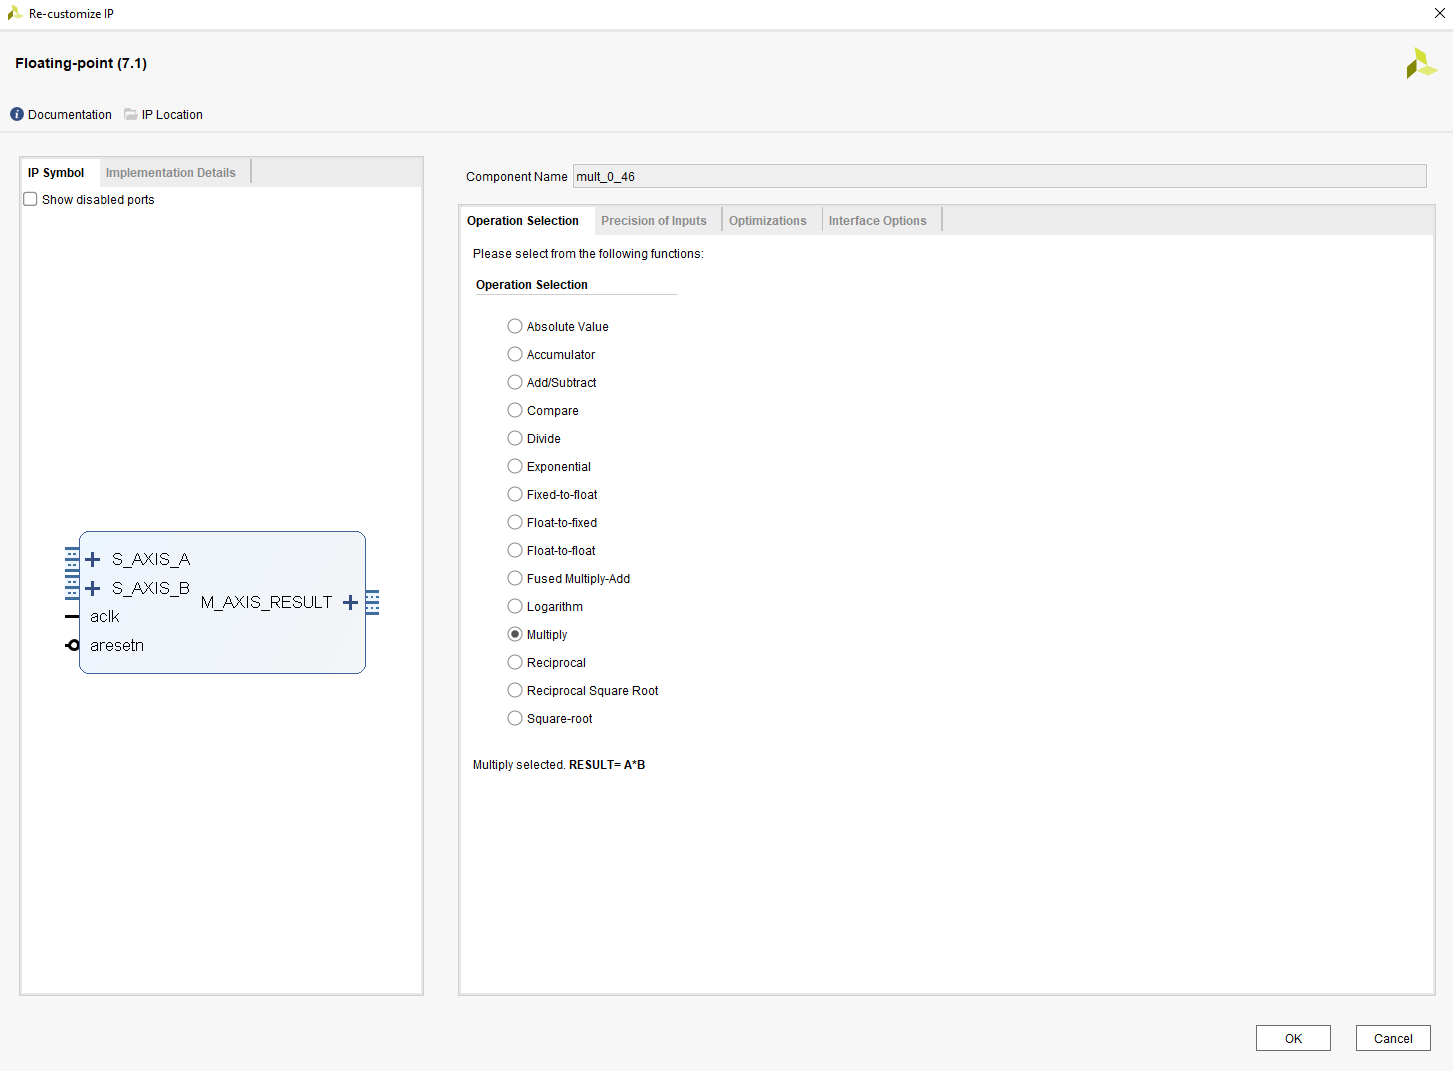 Re-customize IP
Floating-point (7.1)
Documentation IP Location
IP Symbol Implementation Details
Show disabled ports
S_AXIS_A
S_AXIS_B
M_AXIS_RESULT
aclk
aresetn
Component Name mult_0_46
Operation Selection Precision of Inputs Optimizations Interface Options
Please select from the following functions:
Operation Selection
Absolute Value
Accumulator
Add/Subtract
Compare
Divide
Exponential
Fixed-to-float
Float-to-fixed
Float-to-float
Fused Multiply-Add
Logarithm
Multiply
Reciprocal
Reciprocal Square Root
Square-root
Multiply selected. RESULT= A*B
OK Cancel